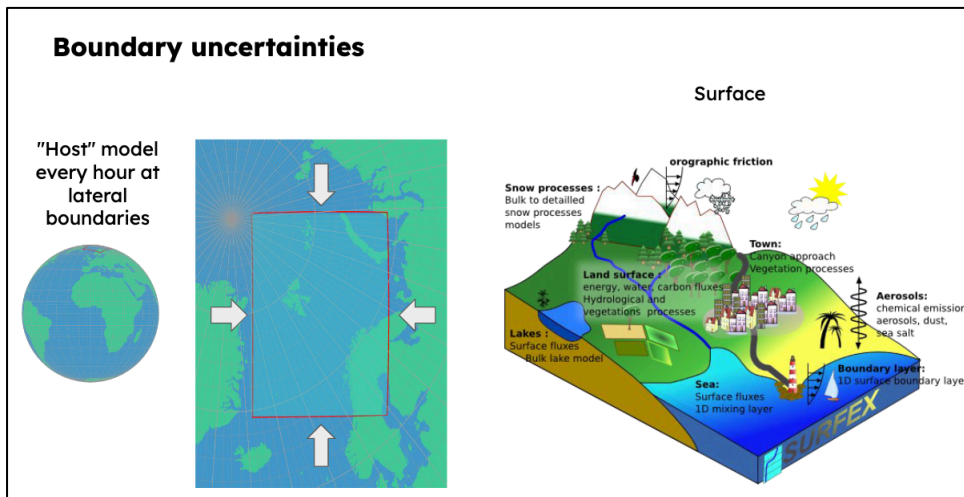 Boundary uncertainties
"Host" model
every hour at
lateral
boundaries
Surface
orographic friction
Snow processes :
Bulk to detailled
snow processes
models
Town:
Canyon approach
Vegetation processes
Land surface :
energy, water, carbon fluxes
Hydrological and
vegetations processes
Aerosols:
chemical emission
aerosols, dust,
sea salt
Lakes :
Surface fluxes
Bulk lake model
Boundary layer:
1D surface boundary laye
Sea:
Surface fluxes
1D mixing layer
SURFEX